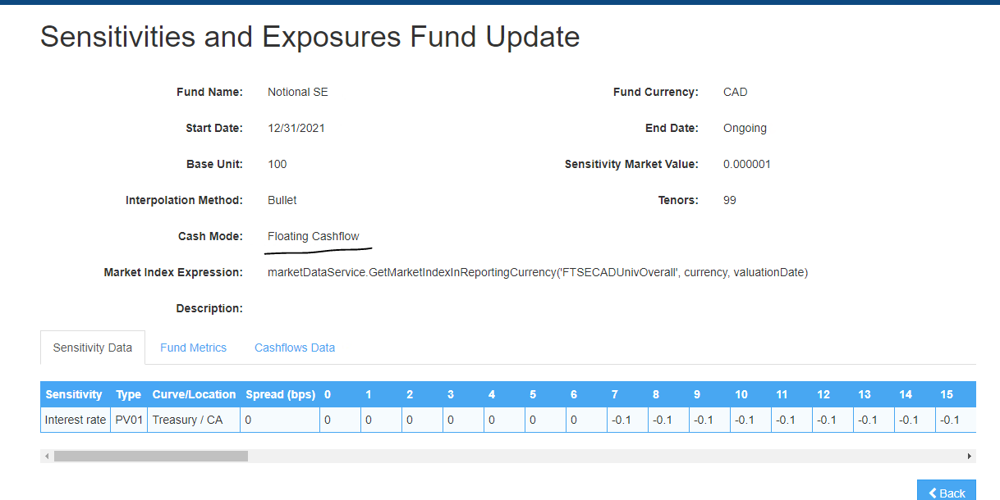 Sensitivities and Exposures Fund Update
Fund Name: Notional SE Fund Currency: CAD
Start Date: 12/31/2021 End Date: Ongoing
Base Unit: 100 Sensitivity Market Value: 0.000001
Interpolation Method: Bullet Tenors: 99
Cash Mode: Floating Cashflow
Market Index Expression: marketDataService.GetMarketIndexInReportingCurrency('FTSECADUnivOverall', currency, valuationDate)
Description:
Sensitivity Data Fund Metrics Cashflows Data
Sensitivity Type Curve/Location Spread (bps) 0 1 2 3 4 5 6 7 8 9 10 11 12 13 14 15
Interest rate PV01 Treasury / CA 0 0 0 0 0 0 0 0 -0.1 -0.1 -0.1 -0.1 -0.1 -0.1 -0.1 -0.1 -0.1
Back